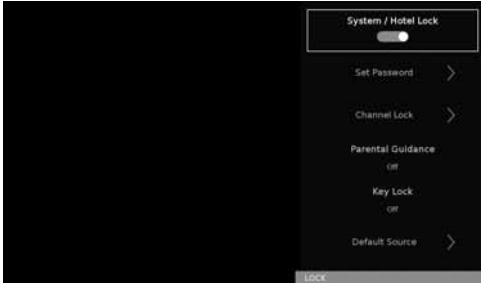 System / Hotel Lock
Set Password
Channel Lock
Parental Guidance
Off
Key Lock
Off
Default Source
LOCK